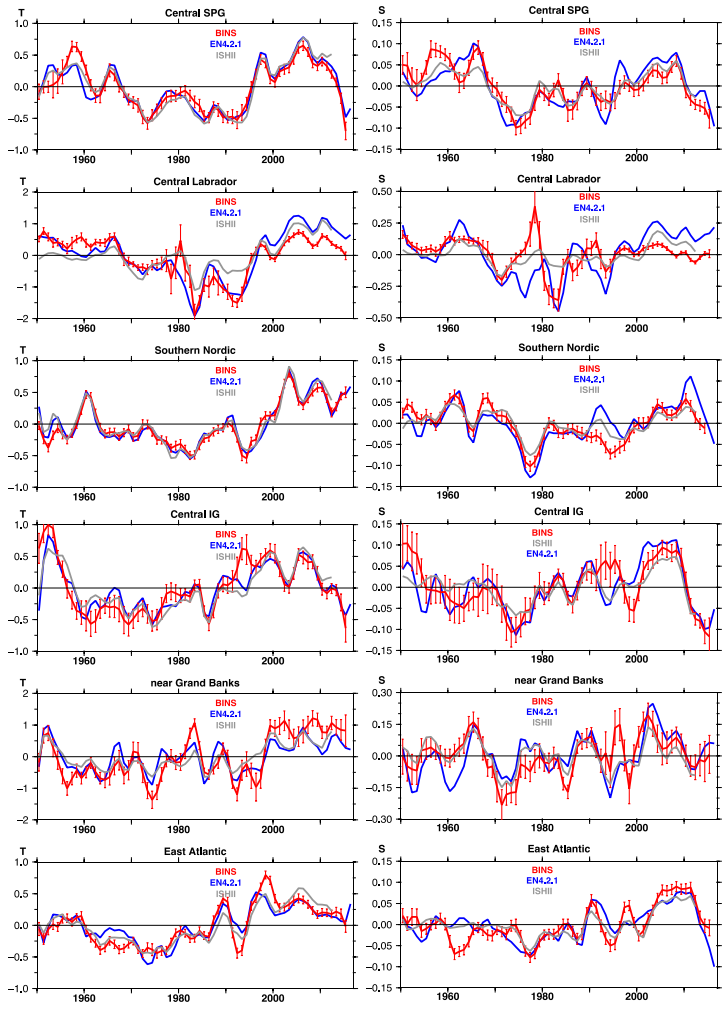 T Central SPG
BINS
EN4.2.1
ISHII
1.0
0.5
0.0
−0.5
−1.0
1960 1980 2000
S Central SPG
BINS
EN4.2.1
ISHII
0.15
0.10
0.05
0.00
−0.05
−0.10
−0.15
1960 1980 2000
T Central Labrador
BINS
EN4.2.1
ISHII
2
1
0
−1
−2
1960 1980 2000
S Central Labrador
BINS
EN4.2.1
ISHII
0.50
0.25
0.00
−0.25
−0.50
1960 1980 2000
T Southern Nordic
BINS
EN4.2.1
ISHII
1.0
0.5
0.0
−0.5
−1.0
1960 1980 2000
S Southern Nordic
BINS
EN4.2.1
ISHII
0.15
0.10
0.05
0.00
−0.05
−0.10
−0.15
1960 1980 2000
T Central IG
BINS
EN4.2.1
ISHII
1.0
0.5
0.0
−0.5
−1.0
1960 1980 2000
S Central IG
BINS
ISHII
EN4.2.1
0.15
0.10
0.05
0.00
−0.05
−0.10
−0.15
1960 1980 2000
T near Grand Banks
BINS
EN4.2.1
ISHII
2
1
0
−1
−2
1960 1980 2000
S near Grand Banks
BINS
EN4.2.1
ISHII
0.30
0.15
0.00
−0.15
−0.30
1960 1980 2000
T East Atlantic
BINS
EN4.2.1
ISHII
1.0
0.5
0.0
−0.5
−1.0
1960 1980 2000
S East Atlantic
BINS
EN4.2.1
ISHII
0.15
0.10
0.05
0.00
−0.05
−0.10
−0.15
1960 1980 2000